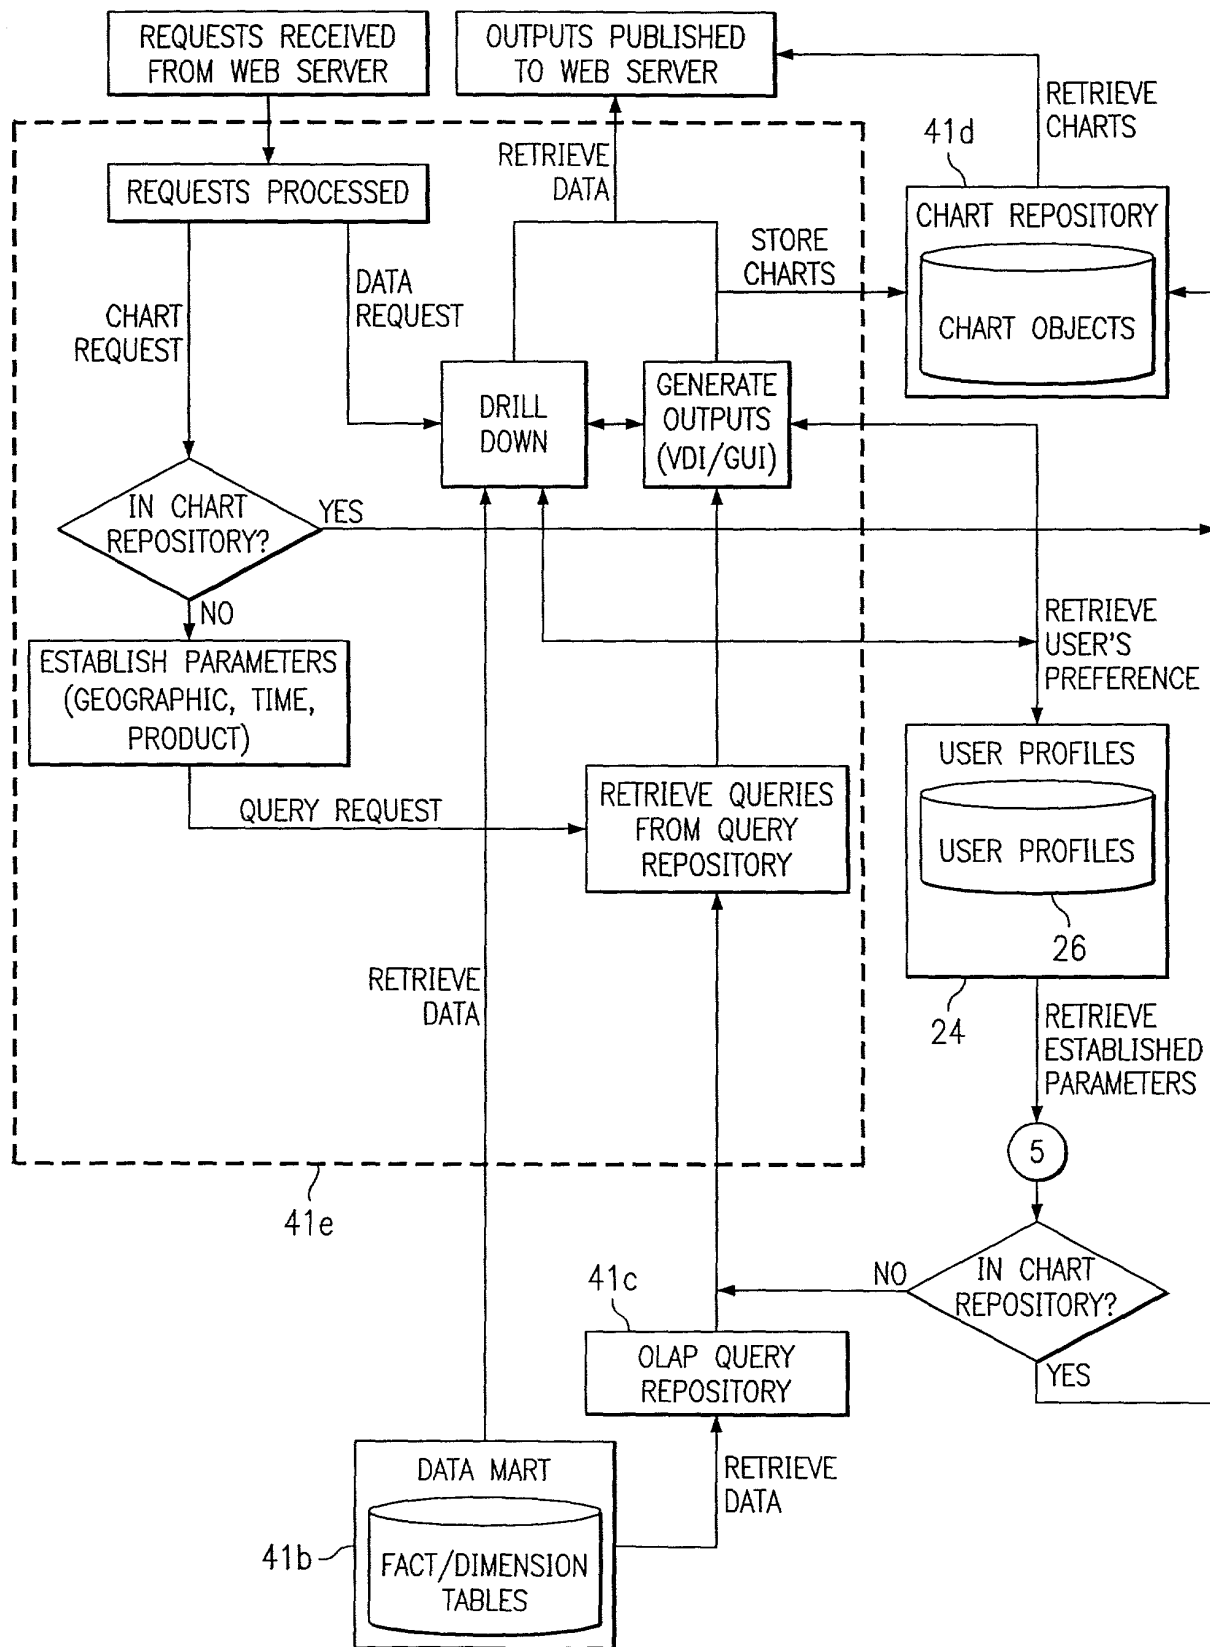 REQUESTS RECEIVED
FROM WEB SERVER
OUTPUTS PUBLISHED
TO WEB SERVER
RETRIEVE
CHARTS
41d
RETRIEVE
DATA
REQUESTS PROCESSED
CHART REPOSITORY
CHART OBJECTS
STORE
CHARTS
DATA
REQUEST
CHART
REQUEST
DRILL
DOWN
GENERATE
OUTPUTS
(VDI/GUI)
IN CHART
REPOSITORY?
YES
NO
RETRIEVE
USER'S
PREFERENCE
ESTABLISH PARAMETERS
(GEOGRAPHIC, TIME,
PRODUCT)
QUERY REQUEST
RETRIEVE QUERIES
FROM QUERY
REPOSITORY
USER PROFILES
USER PROFILES
26
24
RETRIEVE
DATA
RETRIEVE
ESTABLISHED
PARAMETERS
5
41e
41c
NO
IN CHART
REPOSITORY?
YES
OLAP QUERY
REPOSITORY
DATA MART
RETRIEVE
DATA
41b
FACT/DIMENSION
TABLES